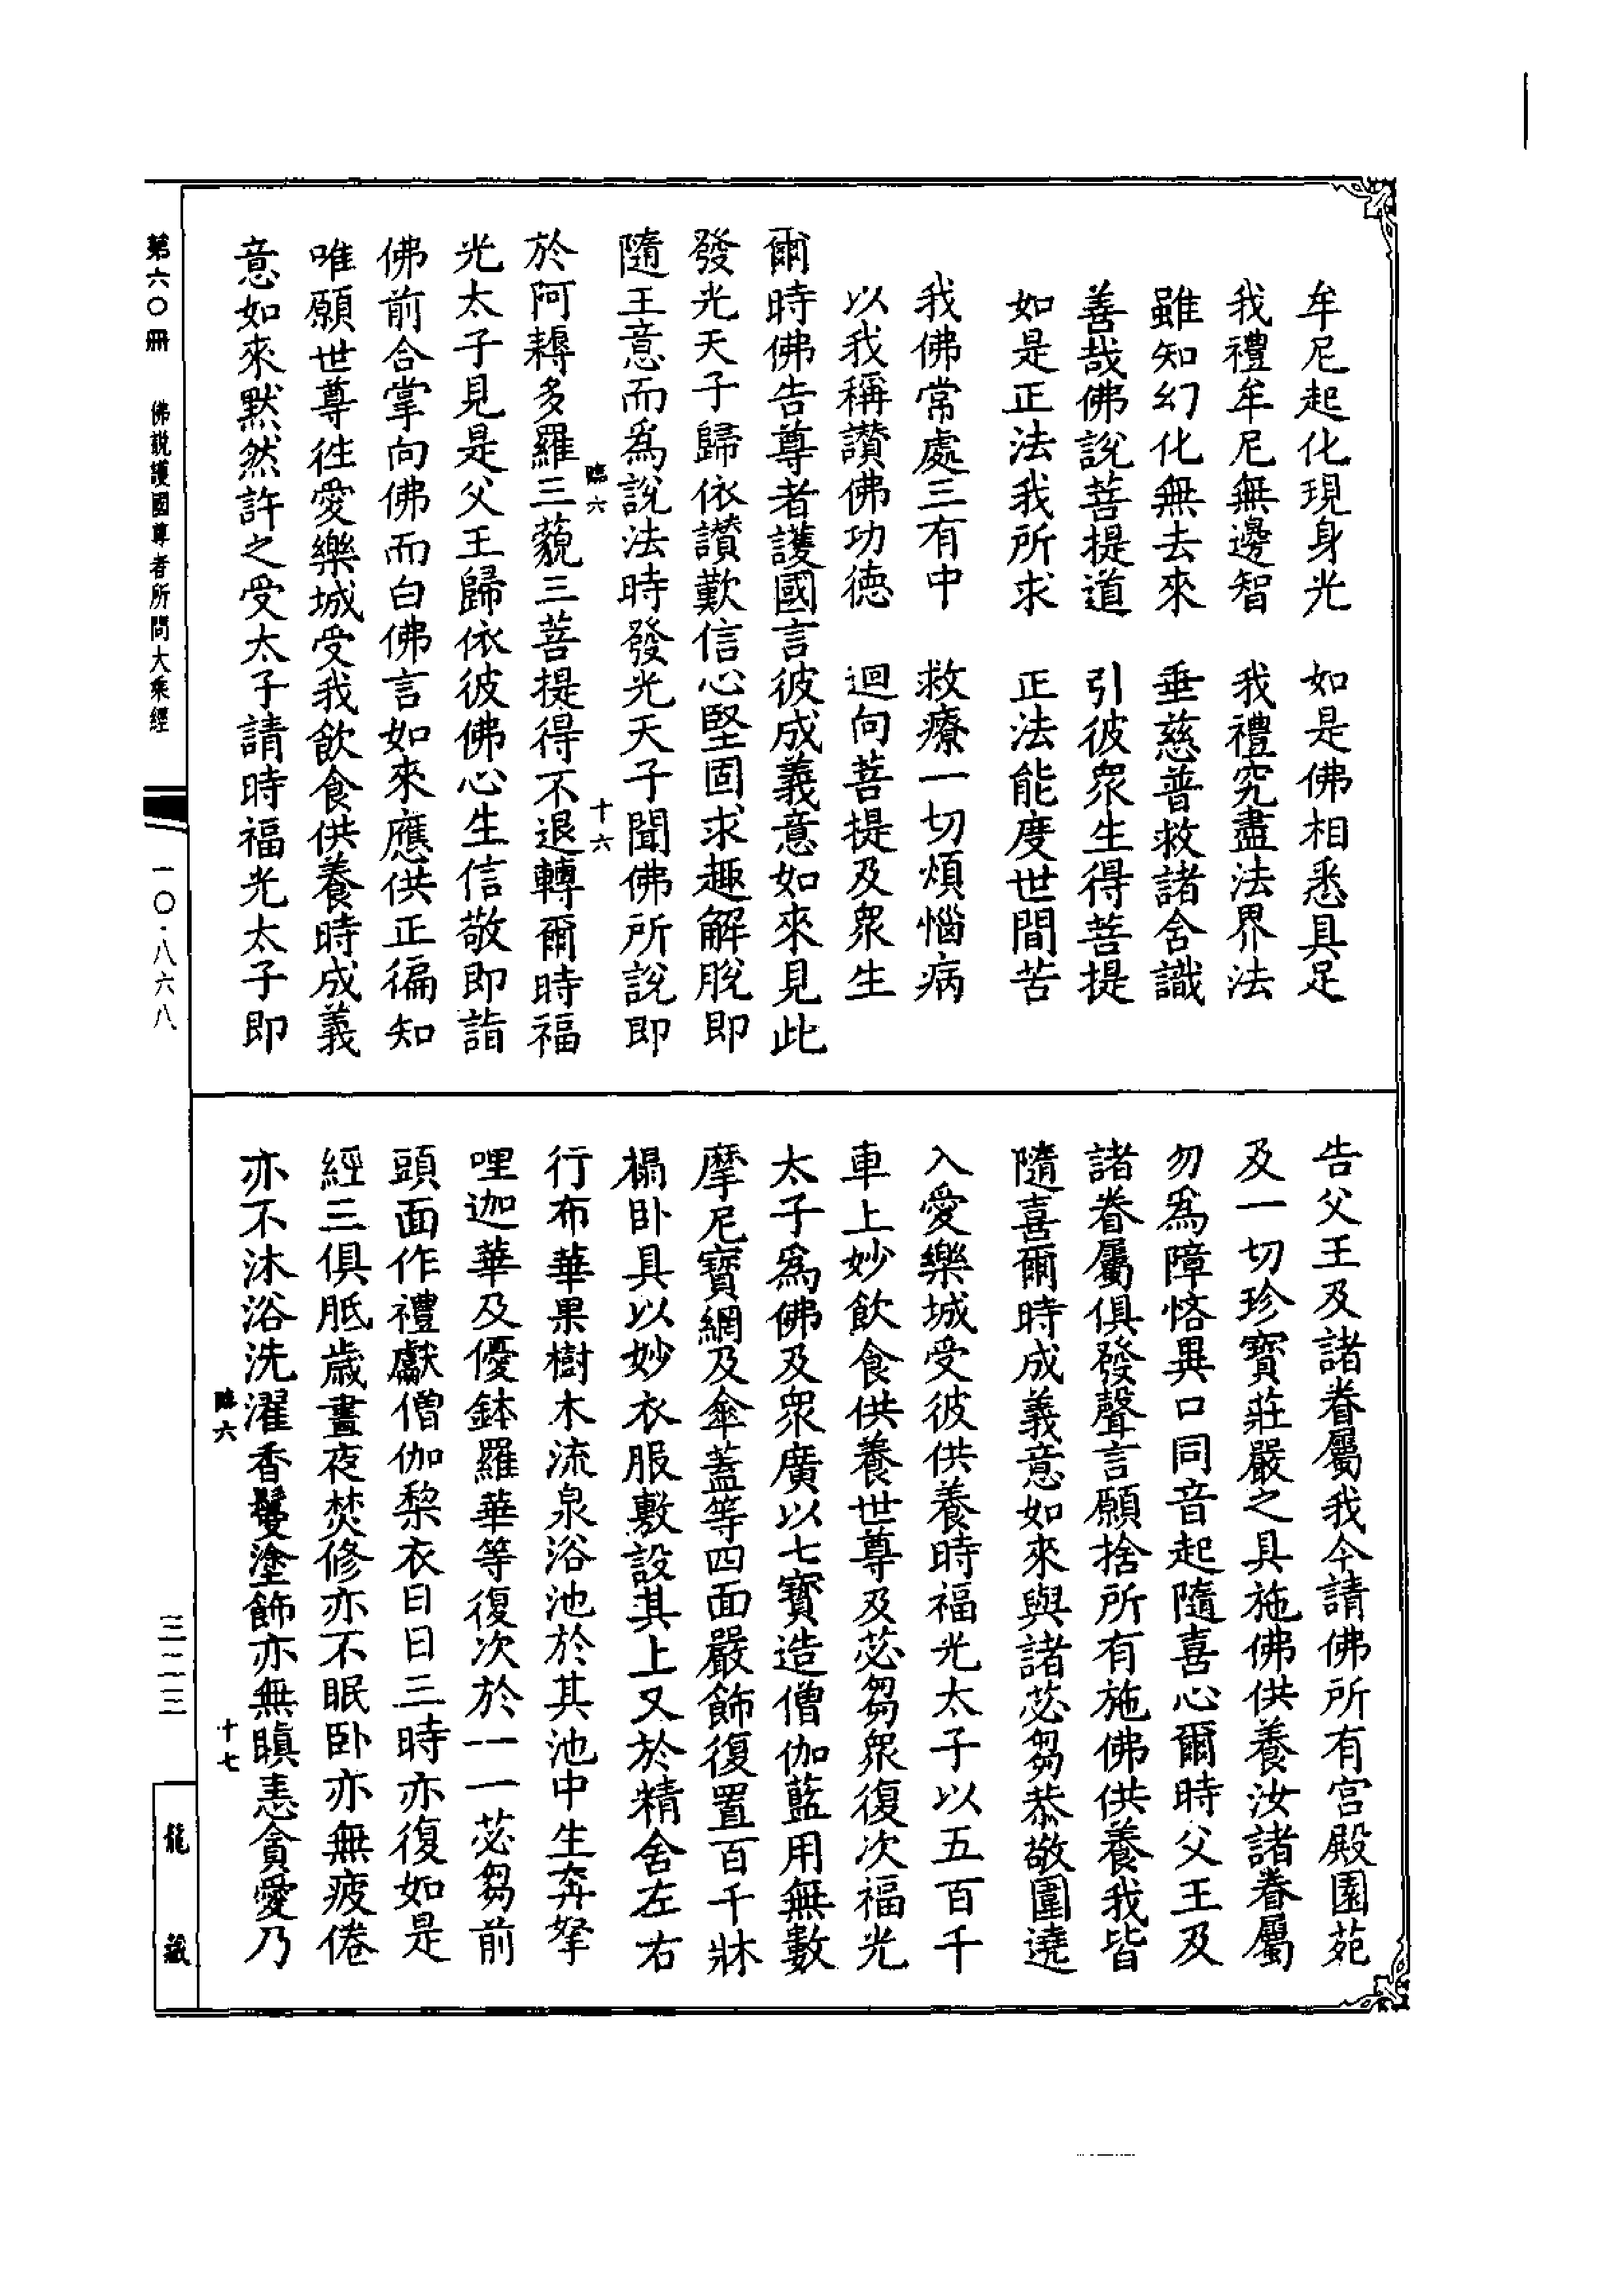 牟尼起化現身光　如是佛相悉具足
我禮牟尼無邊智　我禮究盡法界法
雖知幻化無去來　垂慈普救諸含識
善哉佛說菩提道　引彼眾生得菩提
如是正法我所求　正法能度世間苦
我佛常處三有中　救療一切煩惱病
以我稱讚佛功德　迴向菩提及眾生
爾時佛告尊者護國言彼成義意如來見此
發光天子歸依讚歎信心堅固求趣解脫即
隨王意而為說法時發光天子聞佛所說即
臨六　十六
於阿耨多羅三藐三菩提得不退轉爾時福
光太子見是父王歸依彼佛心生信敬即詣
佛前合掌向佛而白佛言如來應供正徧知
唯願世尊徃愛樂城受我飲食供養時成義
意如來默然許之受太子請時福光太子即
告父王及諸眷屬我今請佛所有宮殿園苑
及一切珍寶莊嚴之具施佛供養汝諸眷屬
勿為障悋異口同音起隨喜心爾時父王及
諸眷屬俱發聲言願捨所有施佛供養我皆
隨喜爾時成義意如來與諸苾芻恭敬圍遶
入愛樂城受彼供養時福光太子以五百千
車上妙飲食供養世尊及苾芻眾復次福光
太子為佛及眾廣以七寶造僧伽藍用無數
摩尼寶網及傘蓋等四面嚴飾復置百千牀
榻臥具以妙衣服敷設其上又於精舍左右
行布華果樹木流泉浴池於其池中生奔拏
哩迦華及優鉢羅華等復次於一一苾芻前
頭面作禮獻僧伽梨衣日日三時亦復如是
經三俱胝歲晝夜焚修亦不眠臥亦無疲倦
亦不沐浴洗濯香鬘塗飾亦無瞋恚貪愛乃
臨六　十七
第六〇冊　佛說護國尊者所問大乘經
一〇·八六八
三二三
龍藏